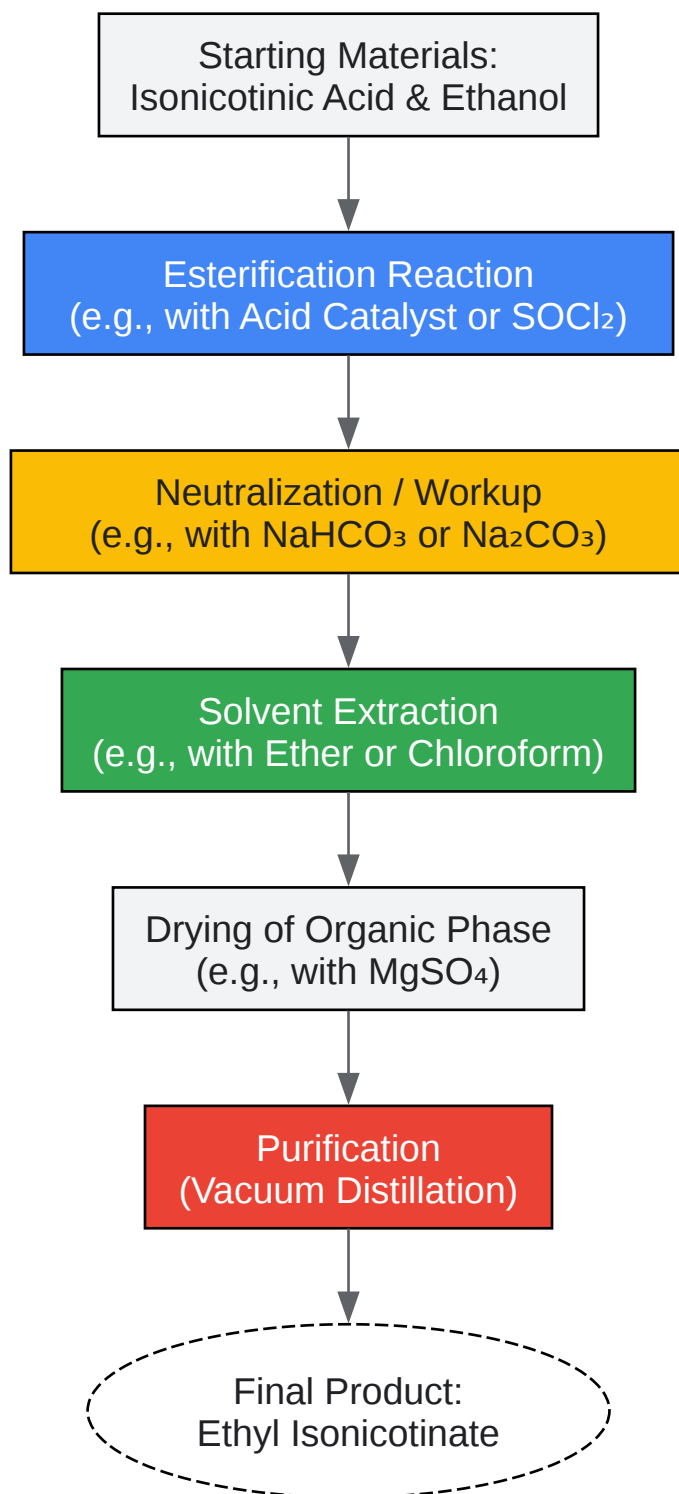 Starting Materials:
Isonicotinic Acid & Ethanol
Esterification Reaction
(e.g., with Acid Catalyst or SOCl₂)
Neutralization / Workup
(e.g., with NaHCO₃ or Na₂CO₃)
Solvent Extraction
(e.g., with Ether or Chloroform)
Drying of Organic Phase
(e.g., with MgSO₄)
Purification
(Vacuum Distillation)
Final Product:
Ethyl Isonicotinate